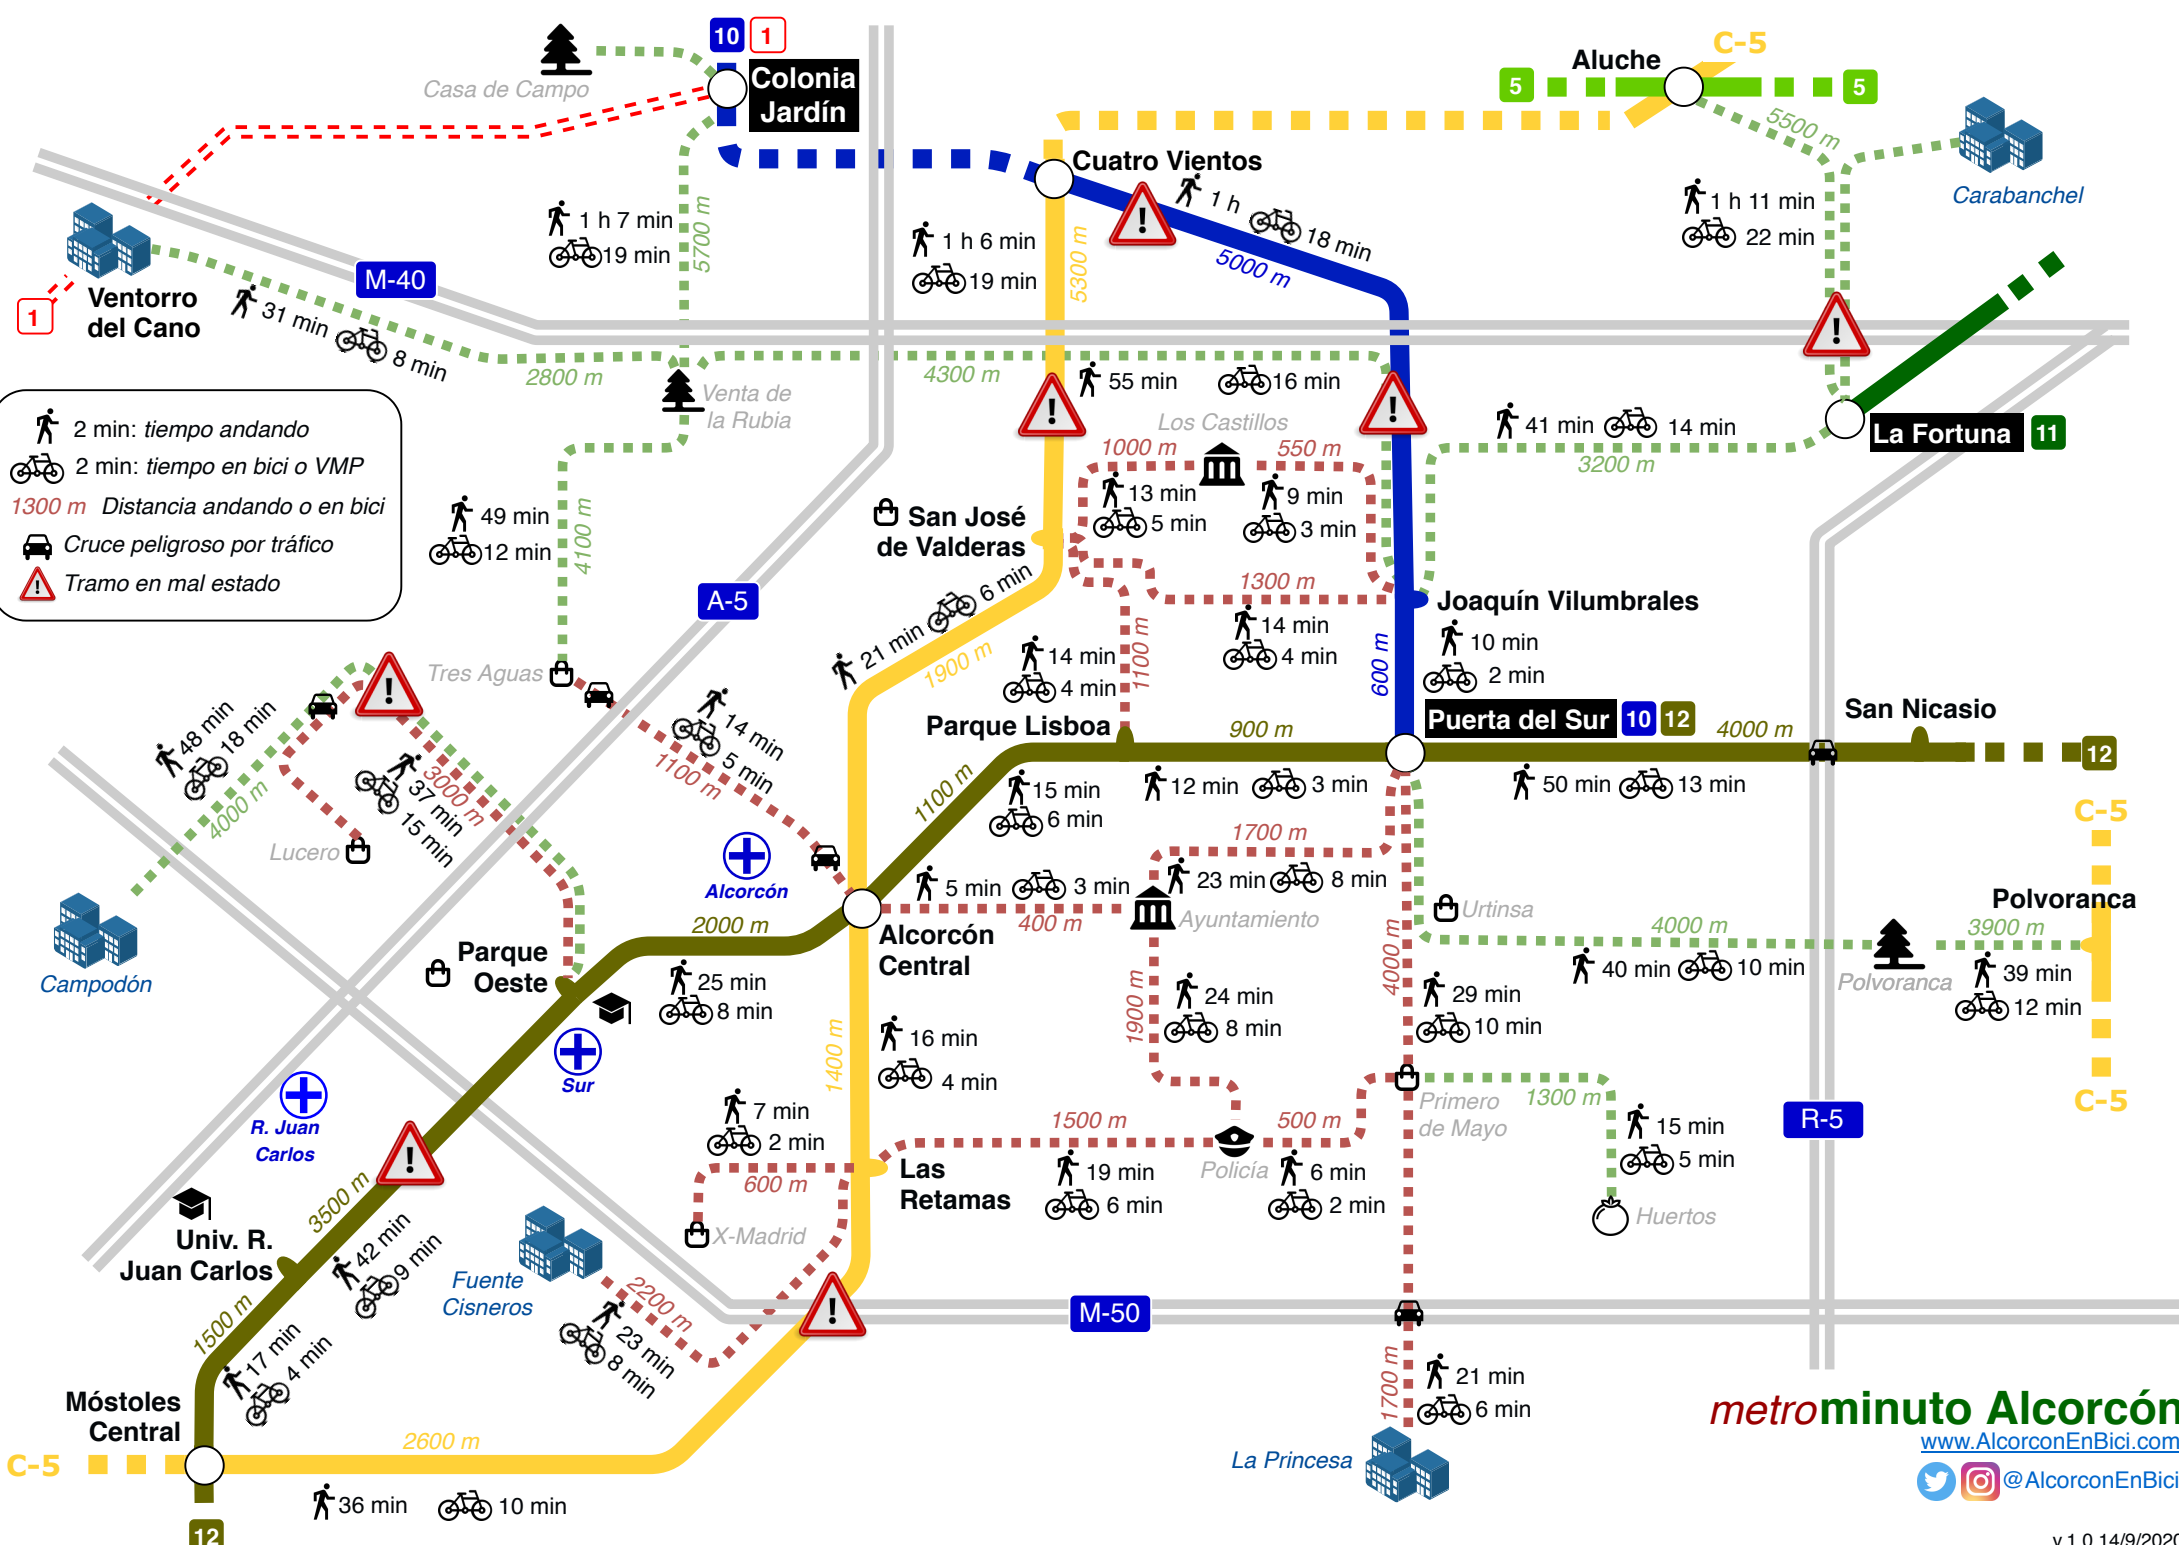 10 1
Colonia
Jardín
Casa de Campo
C-5
Aluche
5
5
5500 m
Carabanchel
Cuatro Vientos
1 h
18 min
5000 m
1 h 11 min
22 min
1 h 7 min
19 min
5700 m
1 h 6 min
19 min
5300 m
M-40
Ventorro
del Cano
1
31 min
8 min
2800 m
4300 m
55 min
16 min
Venta de
la Rubia
Los Castillos
1000 m
550 m
13 min
5 min
9 min
3 min
41 min
14 min
3200 m
La Fortuna 11
2 min: tiempo andando
2 min: tiempo en bici o VMP
1300 m Distancia andando o en bici
Cruce peligroso por tráfico
! Tramo en mal estado
49 min
12 min
4100 m
San José
de Valderas
A-5
21 min
6 min
1900 m
1300 m
14 min
4 min
1100 m
14 min
4 min
Joaquín Vilumbrales
10 min
2 min
600 m
Tres Aguas
14 min
5 min
1100 m
Parque Lisboa
900 m
Puerta del Sur 10 12
4000 m
San Nicasio
12
48 min
18 min
4000 m
3000 m
37 min
15 min
Lucero
1100 m
15 min
6 min
12 min
3 min
50 min
13 min
C-5
Alcorcón
1700 m
23 min
8 min
5 min
3 min
400 m
Ayuntamiento
Urtinsa
Polvoranca
Alcorcón
Central
2000 m
25 min
8 min
Parque
Oeste
Campodón
4000 m
4000 m
40 min
10 min
Polvoranca
3900 m
39 min
12 min
C-5
1900 m
24 min
8 min
29 min
10 min
1400 m
16 min
4 min
Sur
R. Juan
Carlos
7 min
2 min
600 m
X-Madrid
Las
Retamas
1500 m
19 min
6 min
Policía
500 m
6 min
2 min
Primero
de Mayo
1300 m
15 min
5 min
Huertos
R-5
3500 m
42 min
9 min
Univ. R.
Juan Carlos
1500 m
17 min
4 min
Fuente
Cisneros
2200 m
23 min
8 min
M-50
1700 m
21 min
6 min
La Princesa
Móstoles
Central
C-5
2600 m
36 min
10 min
12
metrominuto Alcorcón
www.AlcorconEnBici.com
@AlcorconEnBici
v 1.0 14/9/2020